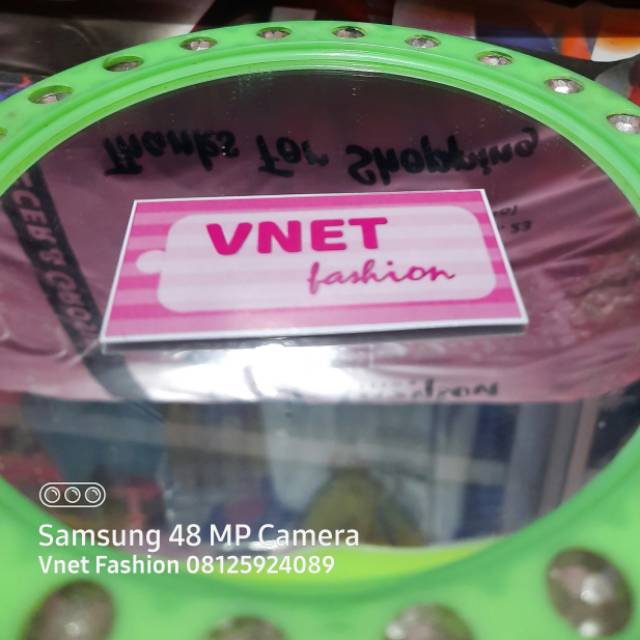 Thanks For Shopping
VNET
fashion
Samsung 48 MP Camera
Vnet Fashion 08125924089